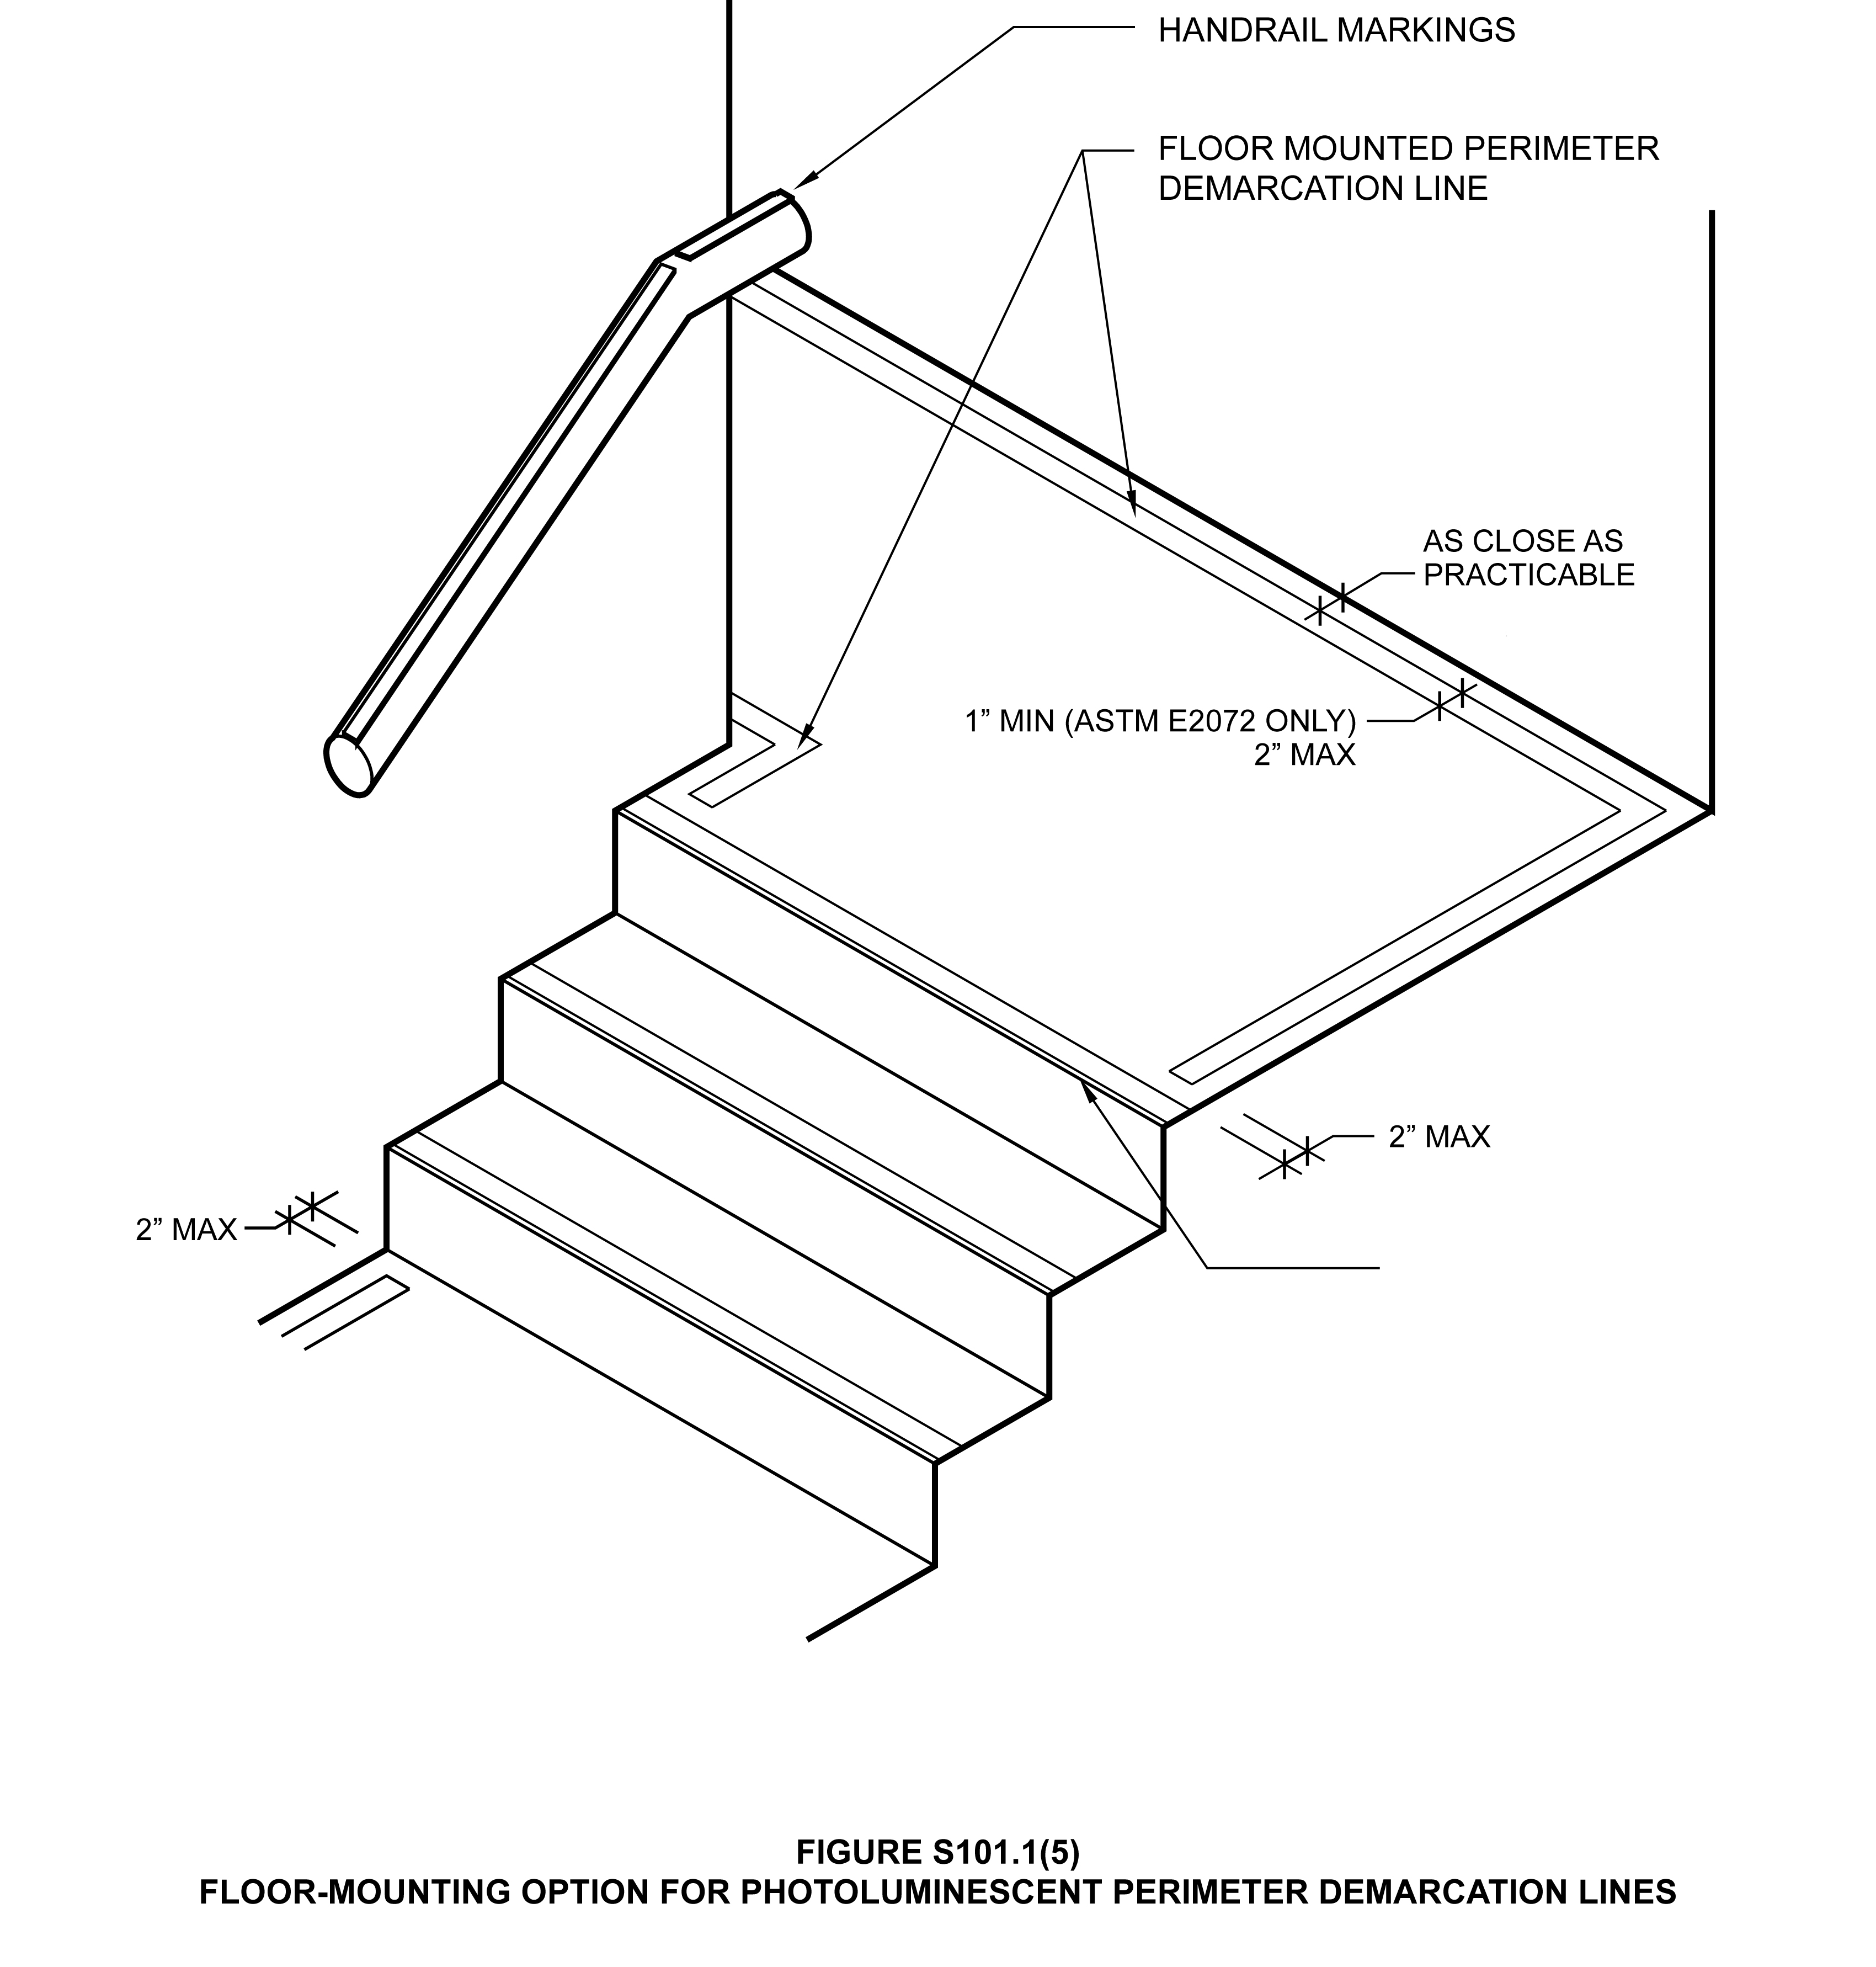 HANDRAIL MARKINGS
FLOOR MOUNTED PERIMETER
DEMARCATION LINE
AS CLOSE AS
PRACTICABLE
1” MIN (ASTM E2072 ONLY)
2” MAX
2” MAX
2” MAX
FIGURE S101.1(5)
FLOOR-MOUNTING OPTION FOR PHOTOLUMINESCENT PERIMETER DEMARCATION LINES